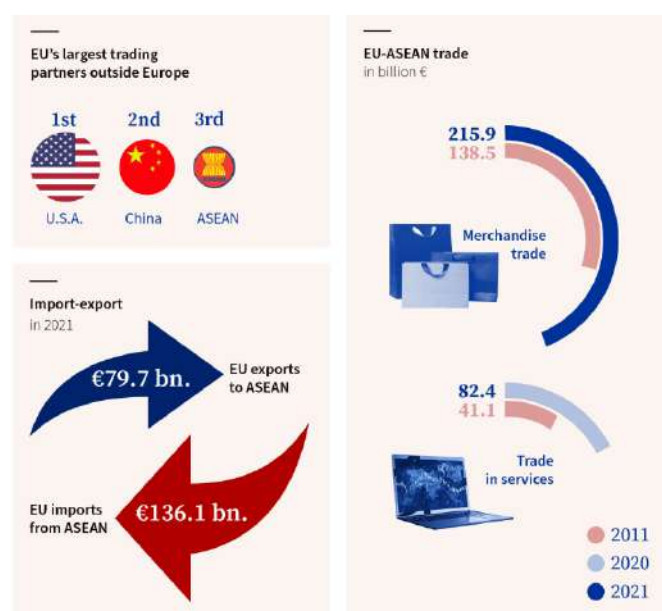 EU's largest trading
partners outside Europe
1st
2nd
3rd
U.S.A.
China
ASEAN
Import-export
in 2021
€79.7 bn.
EU exports
to ASEAN
EU imports
from ASEAN
€136.1 bn.
EU-ASEAN trade
in billion €
215.9
138.5
Merchandise
trade
82.4
41.1
Trade
in services
2011
2020
2021